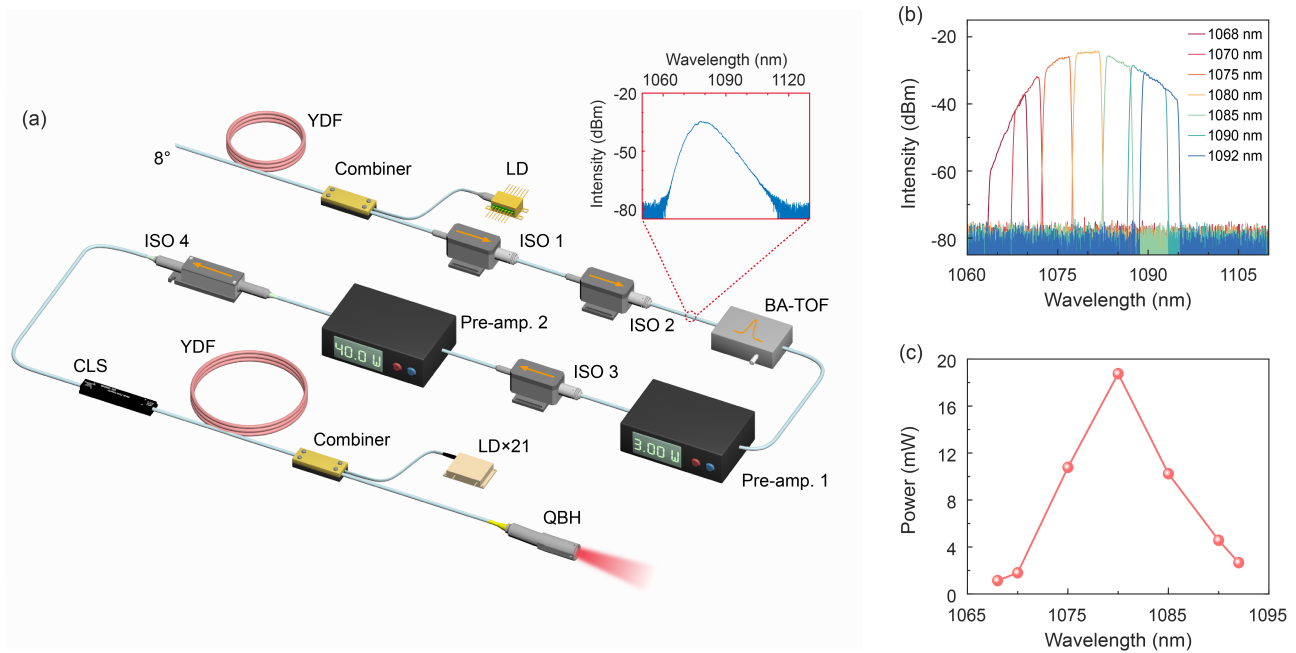 (a)
YDF
8°
Combiner
LD
ISO 1
ISO 2
BA-TOF
Wavelength (nm)
1060 1090 1120
Intensity (dBm)
-20
-50
-80
ISO 4
Pre-amp. 2
40.0 W
ISO 3
3.00 W
Pre-amp. 1
CLS
YDF
Combiner
LD×21
QBH
(b)
Intensity (dBm)
-20
-40
-60
-80
1068 nm
1070 nm
1075 nm
1080 nm
1085 nm
1090 nm
1092 nm
1060 1075 1090 1105
Wavelength (nm)
(c)
Power (mW)
20
16
12
8
4
0
1065 1075 1085 1095
Wavelength (nm)